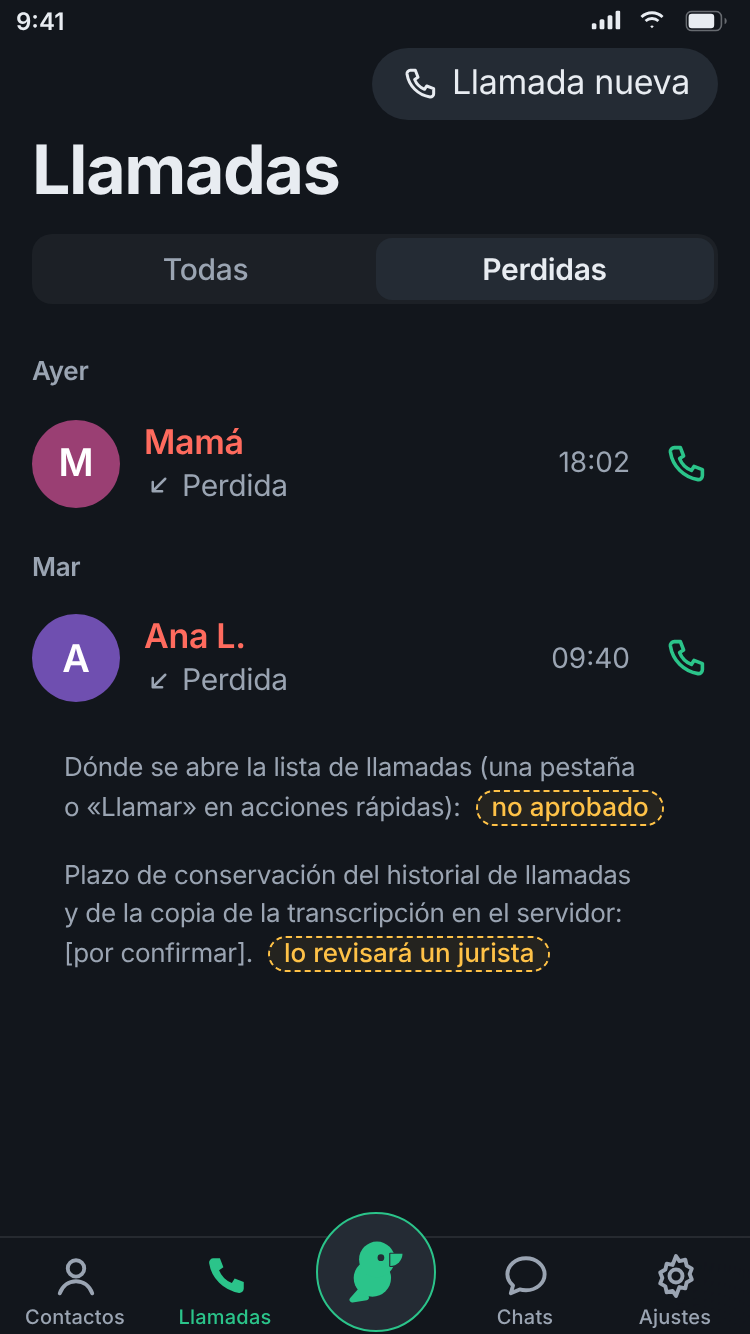 9:41
Llamada nueva
Llamadas
Todas
Perdidas
Ayer
M
Mamá
Perdida
18:02
Mar
A
Ana L.
Perdida
09:40
Dónde se abre la lista de llamadas (una pestaña
o «Llamar» en acciones rápidas): no aprobado
Plazo de conservación del historial de llamadas
y de la copia de la transcripción en el servidor:
[por confirmar]. lo revisará un jurista
Contactos
Llamadas
Chats
Ajustes